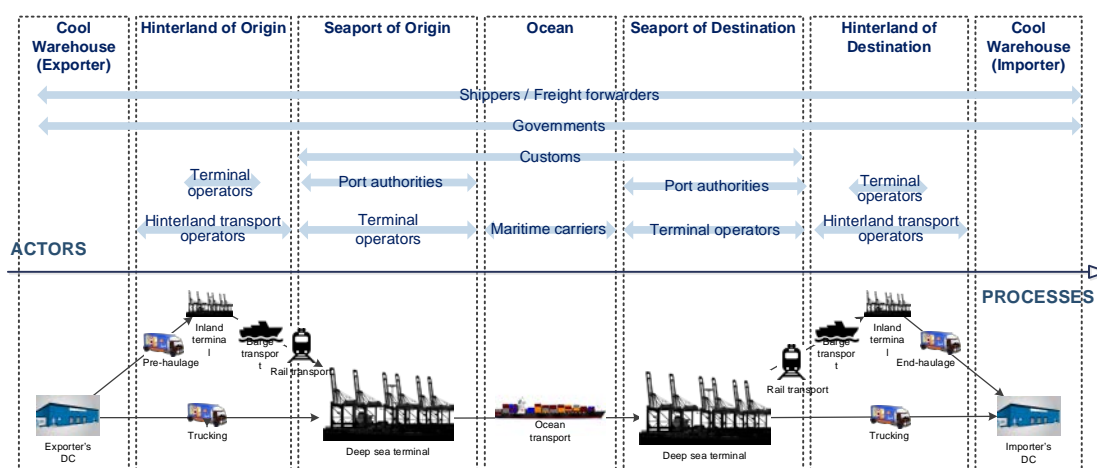 Cool
Warehouse
(Exporter)
Hinterland of Origin
Seaport of Origin
Ocean
Seaport of Destination
Hinterland of
Destination
Cool
Warehouse
(Importer)
Shippers / Freight forwarders
Governments
Customs
Terminal
operators
Port authorities
Port authorities
Terminal
operators
Hinterland transport
operators
Terminal
operators
Maritime carriers
Terminal operators
Hinterland transport
operators
ACTORS
PROCESSES
Inland
termina
l
Barge
transpor
t
Pre-haulage
Rail transport
Inland
termina
l
Barge
transpo
rt
End-haulage
Rail transport
Exporter's
DC
Trucking
Deep sea terminal
Ocean
transport
Deep sea terminal
Trucking
Importer's
DC